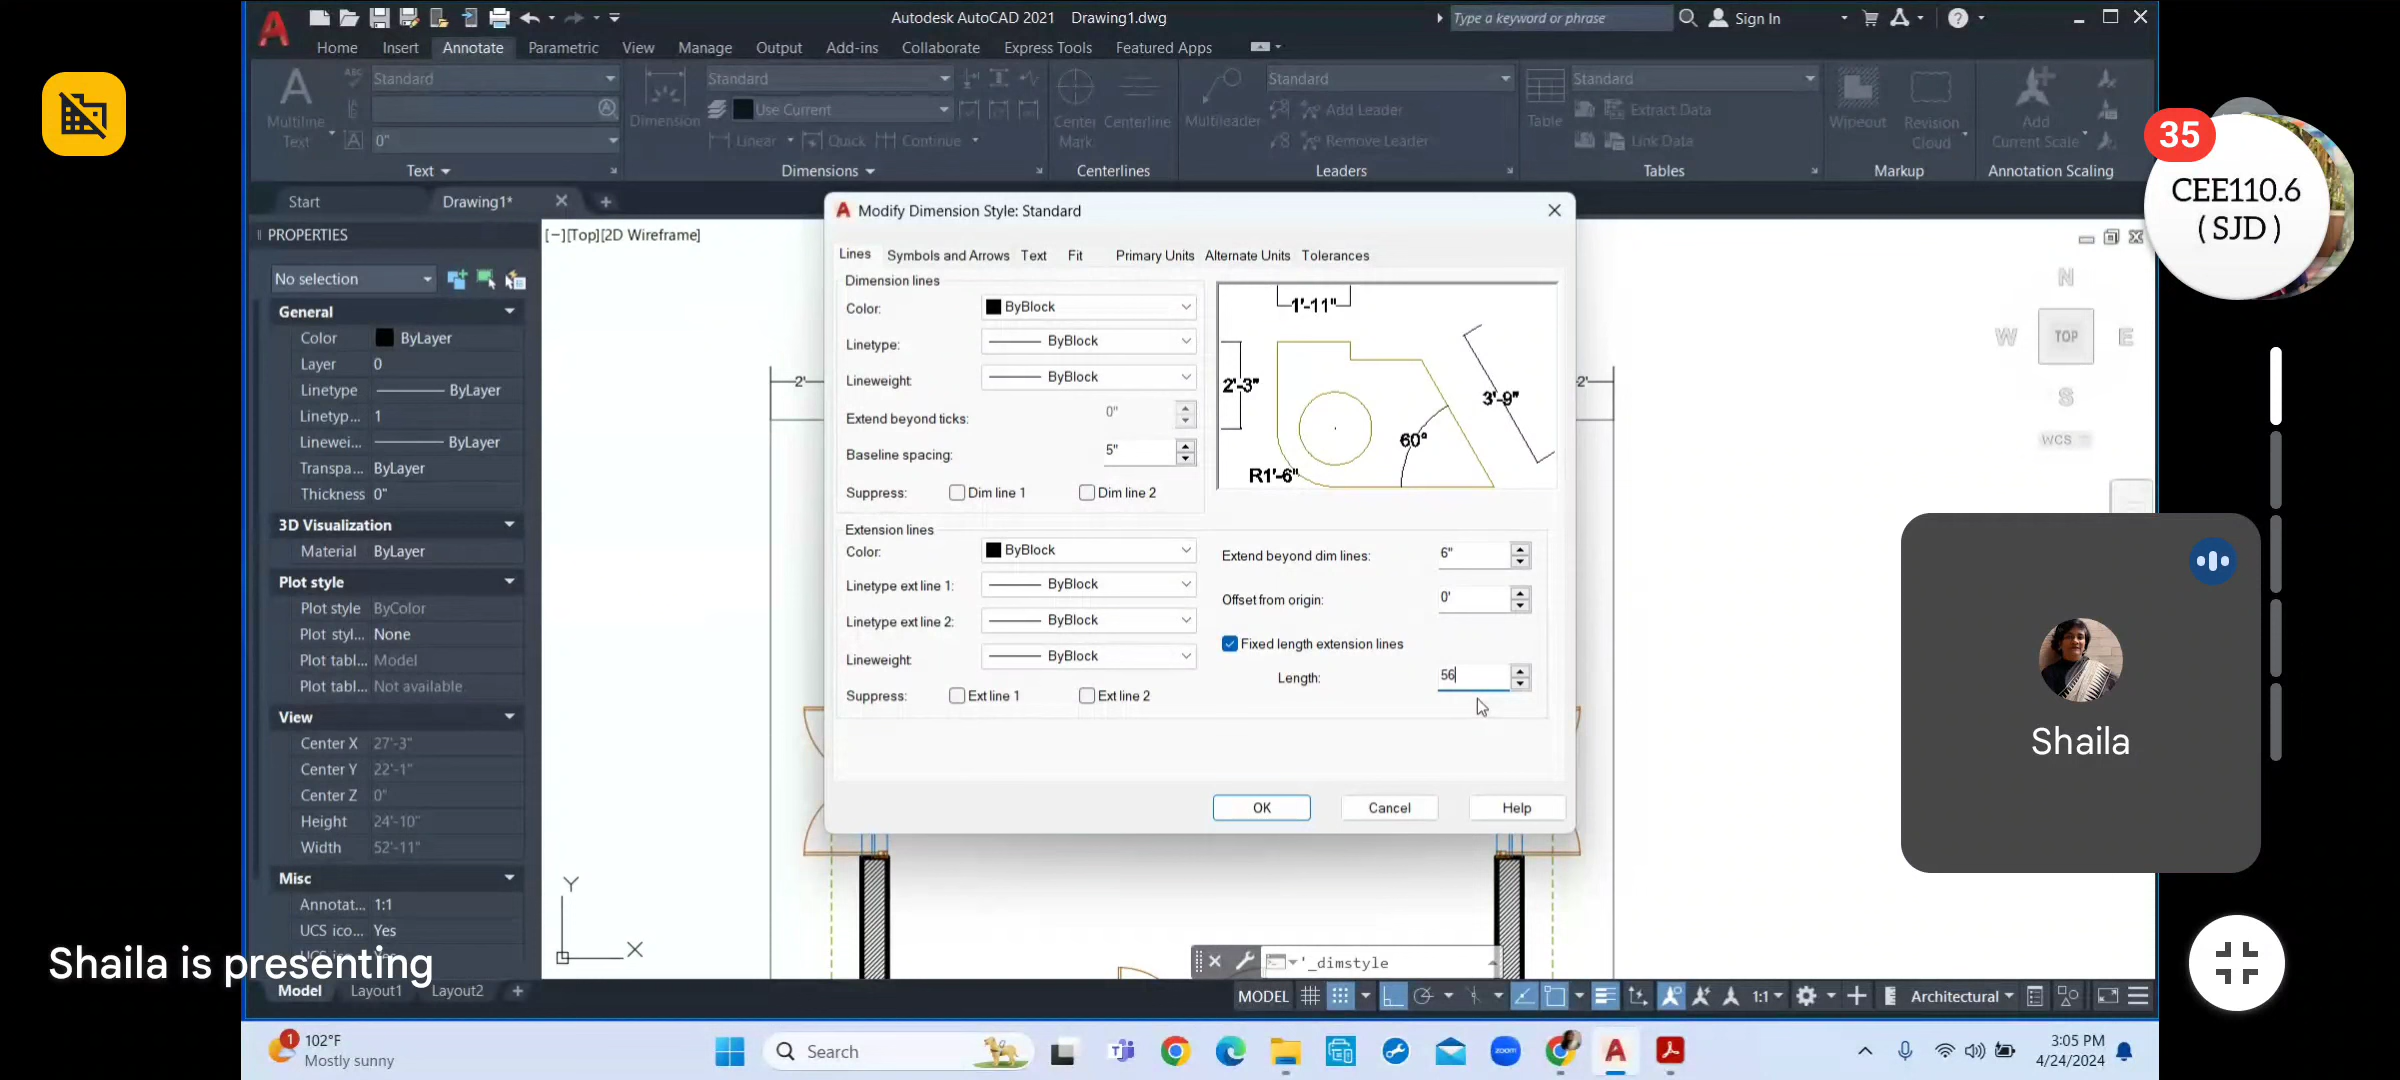 Autodesk AutoCAD 2021 Drawing1.dwg
Type a keyword or phrase
Sign In
Home Insert Annotate Parametric View Manage Output Add-ins Collaborate Express Tools Featured Apps
Standard Standard Standard Standard
Use Current Add Leader Extract Data
Multiline Text
Dimension
Center Mark
Centerline
Multileader
Table
Wipeout
Revision Cloud
Add Current Scale
0" Linear Quick Continue Remove Leader Link Data
Text Dimensions Centerlines Leaders Tables Markup Annotation Scaling
35
CEE110.6
( SJD )
Start Drawing1*
PROPERTIES
[−][Top][2D Wireframe]
No selection
General
Color ByLayer
Layer 0
Linetype ByLayer
Linetyp... 1
Linewei... ByLayer
Transpa... ByLayer
Thickness 0"
3D Visualization
Material ByLayer
Plot style
Plot style ByColor
Plot styl... None
Plot tabl... Model
Plot tabl... Not available
View
Center X 27'-3"
Center Y 22'-1"
Center Z 0"
Height 24'-10"
Width 52'-11"
Misc
Annotat... 1:1
UCS ico... Yes
Modify Dimension Style: Standard
Lines Symbols and Arrows Text Fit Primary Units Alternate Units Tolerances
Dimension lines
Color: ByBlock
Linetype: ByBlock
Lineweight: ByBlock
Extend beyond ticks: 0"
Baseline spacing: 5"
Suppress: Dim line 1 Dim line 2
1'-11"
2'-3"
3'-9"
60°
R1'-6"
Extension lines
Color: ByBlock
Linetype ext line 1: ByBlock
Linetype ext line 2: ByBlock
Lineweight: ByBlock
Suppress: Ext line 1 Ext line 2
Extend beyond dim lines: 6"
Offset from origin: 0'
Fixed length extension lines
Length: 56
OK Cancel Help
2' 2'
N
W TOP E
S
WCS
Shaila
Y
X
'_dimstyle
Shaila is presenting
Model Layout1 Layout2 +
MODEL 1:1 Architectural
1
102°F
Mostly sunny
Search
zoom
3:05 PM
4/24/2024